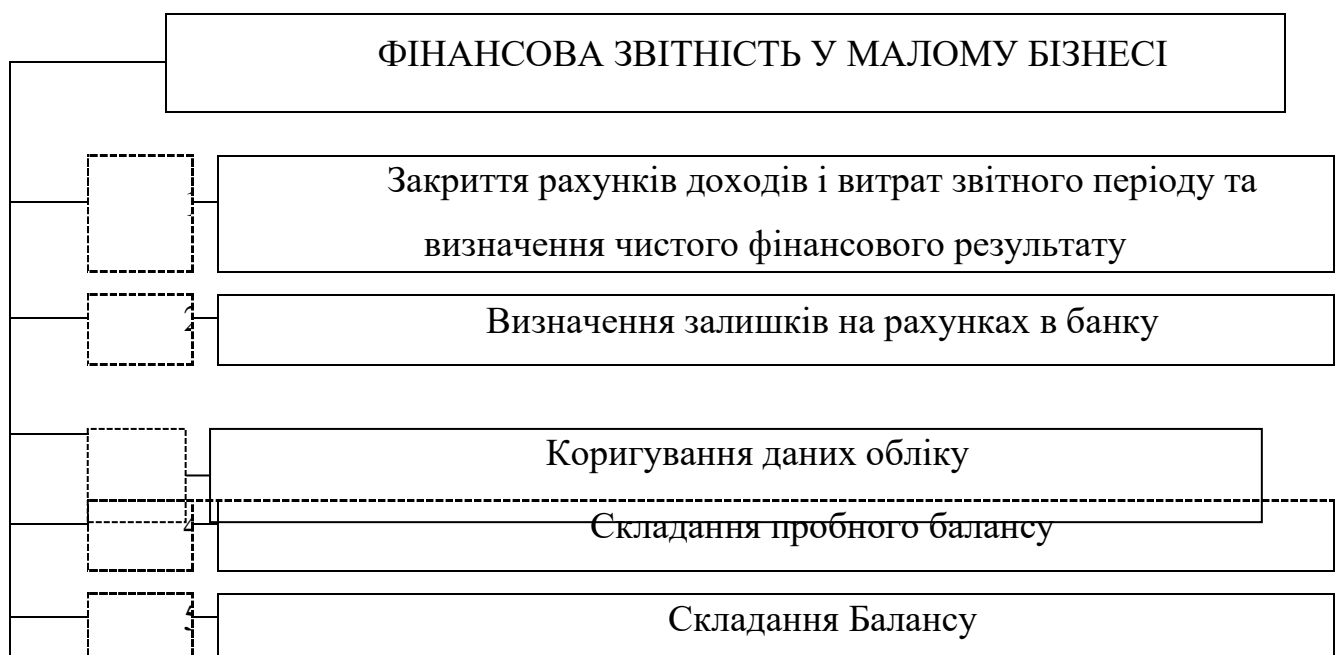 ФІНАНСОВА ЗВІТНІСТЬ У МАЛОМУ БІЗНЕСІ
Закриття рахунків доходів і витрат звітного періоду та
визначення чистого фінансового результату
2
Визначення залишків на рахунках в банку
Коригування даних обліку
4
Складання пробного балансу
5
Складання Балансу